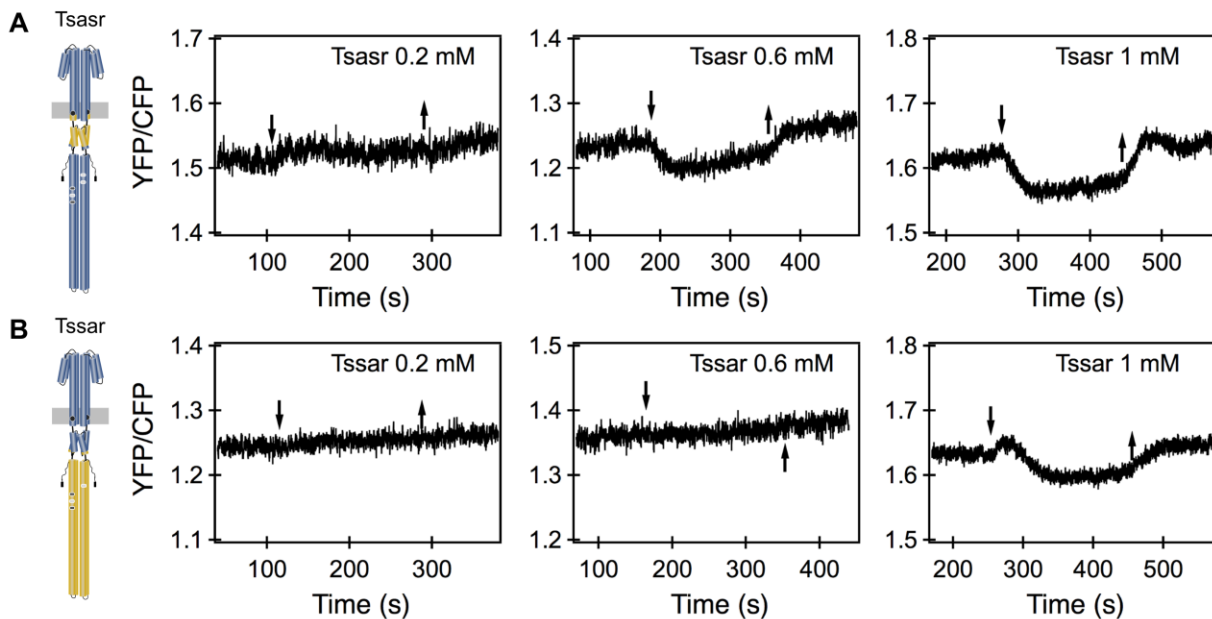 A
Tsasr
YFP/CFP
1.7
1.6
1.5
1.4
Tsasr 0.2 mM
100 200 300
Time (s)
1.4
1.3
1.2
1.1
Tsasr 0.6 mM
100 200 300 400
Time (s)
1.8
1.7
1.6
1.5
Tsasr 1 mM
200 300 400 500
Time (s)
B
Tssar
YFP/CFP
1.4
1.3
1.2
1.1
Tssar 0.2 mM
100 200 300
Time (s)
1.5
1.4
1.3
1.2
Tssar 0.6 mM
100 200 300 400
Time (s)
1.8
1.7
1.6
1.5
Tssar 1 mM
200 300 400 500
Time (s)